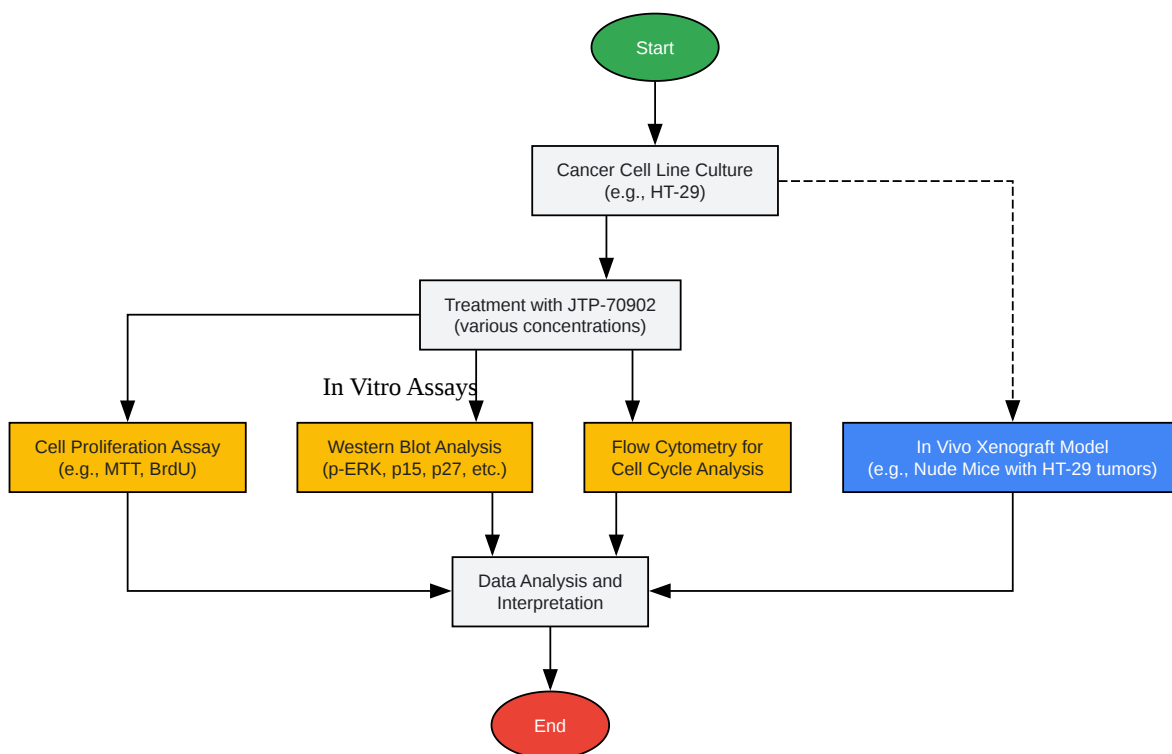 Start
Cancer Cell Line Culture
(e.g., HT-29)
Treatment with JTP-70902
(various concentrations)
In Vitro Assays
Cell Proliferation Assay
(e.g., MTT, BrdU)
Western Blot Analysis
(p-ERK, p15, p27, etc.)
Flow Cytometry for
Cell Cycle Analysis
In Vivo Xenograft Model
(e.g., Nude Mice with HT-29 tumors)
Data Analysis and
Interpretation
End